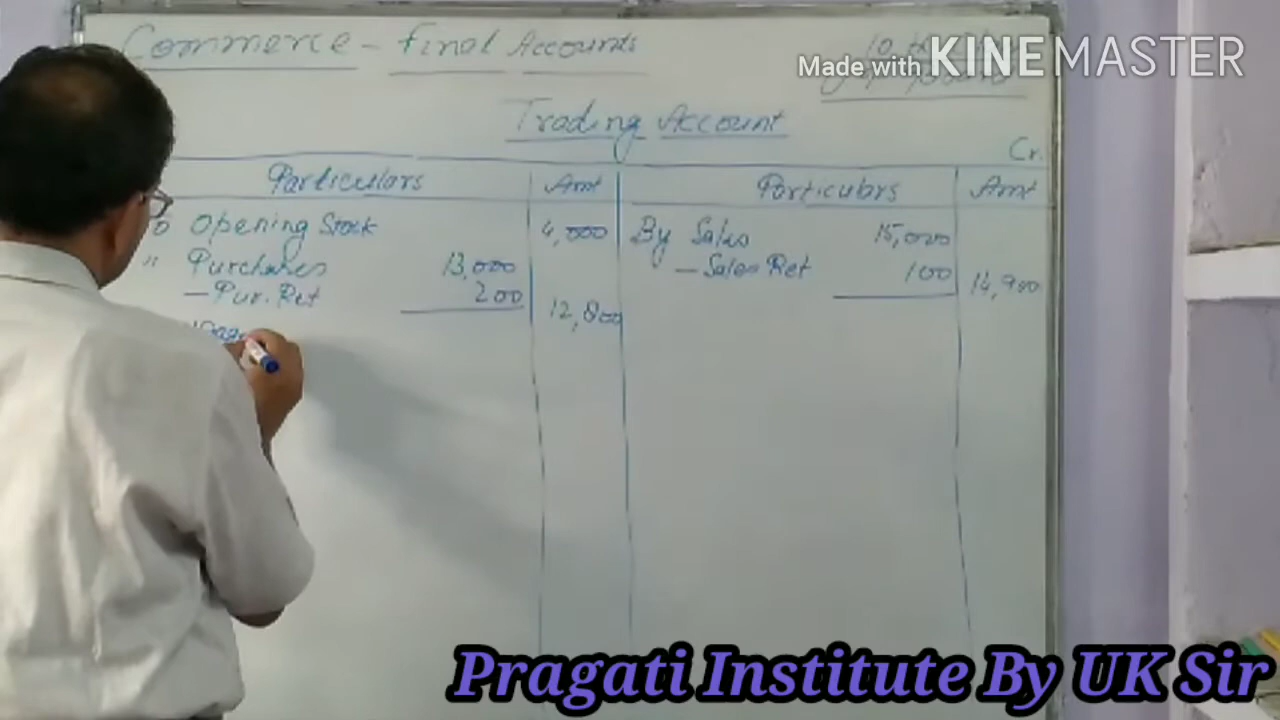 Commerce - Final Accounts
Made with KINEMASTER
Trading Account
Cr.
Particulars Amt Particulars Amt
To Opening Stock 4,000 By Sales 15,000
" Purchases 13,000 - Sales Ret 100 14,900
- Pur. Ret 200 12,800
Wage
Pragati Institute By UK Sir